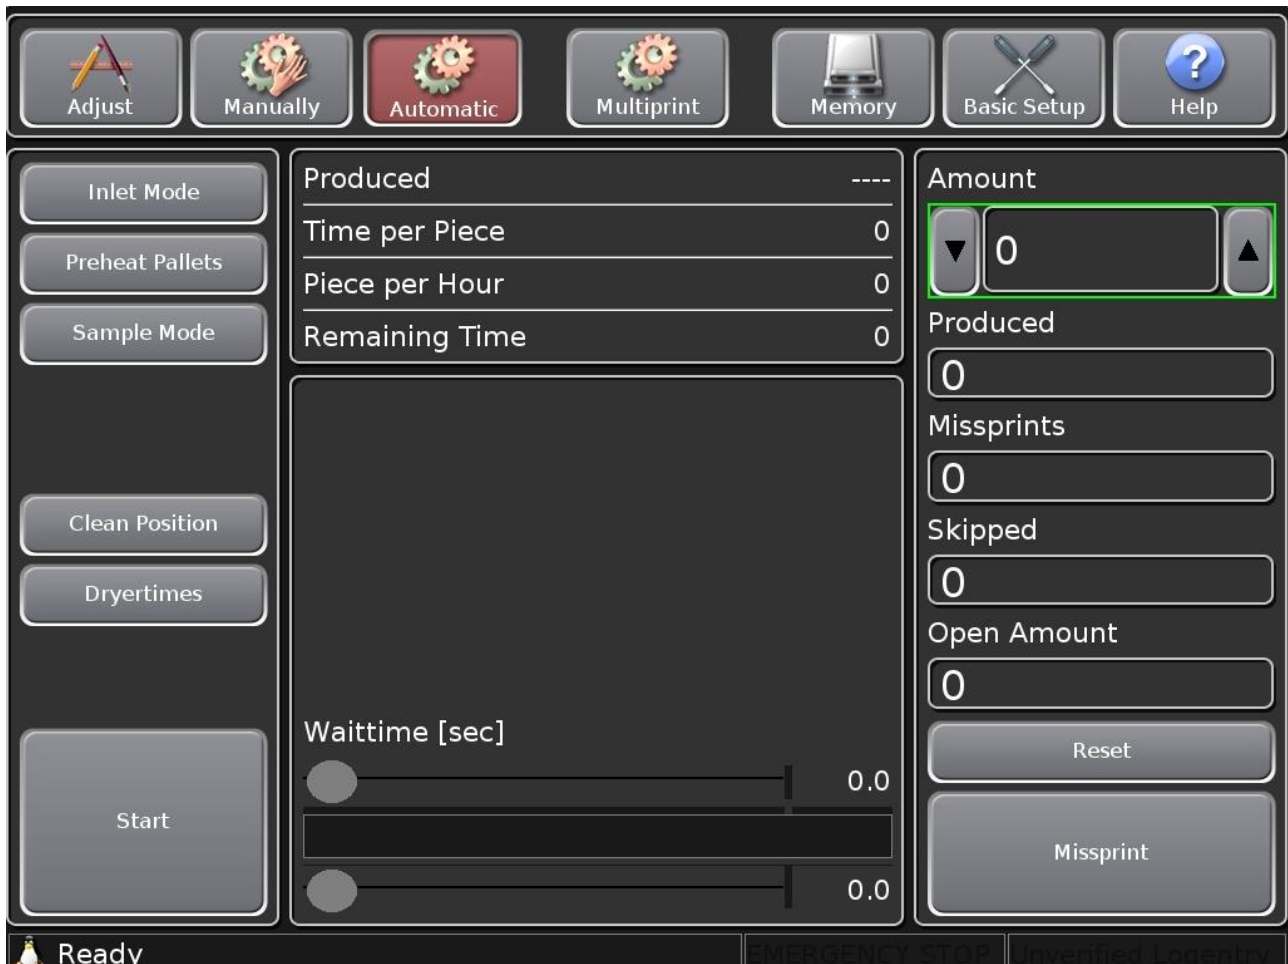 Adjust
Manually
Automatic
Multiprint
Memory
Basic Setup
? Help
Inlet Mode
Preheat Pallets
Sample Mode
Clean Position
Dryertimes
Start
Produced ----
Time per Piece 0
Piece per Hour 0
Remaining Time 0
Waittime [sec]
0.0
0.0
Amount
0
Produced
0
Missprints
0
Skipped
0
Open Amount
0
Reset
Missprint
Ready
EMERGENCY STOP
Unverified Logentry